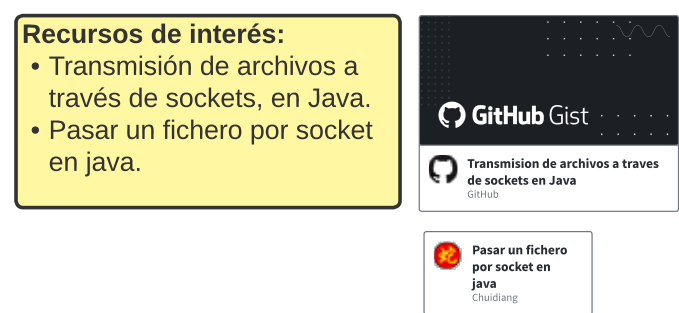 Recursos de interés:
• Transmisión de archivos a
través de sockets, en Java.
• Pasar un fichero por socket
en java.
GitHub Gist
Transmision de archivos a traves
de sockets en Java
GitHub
Pasar un fichero
por socket en
java
Chuidiang